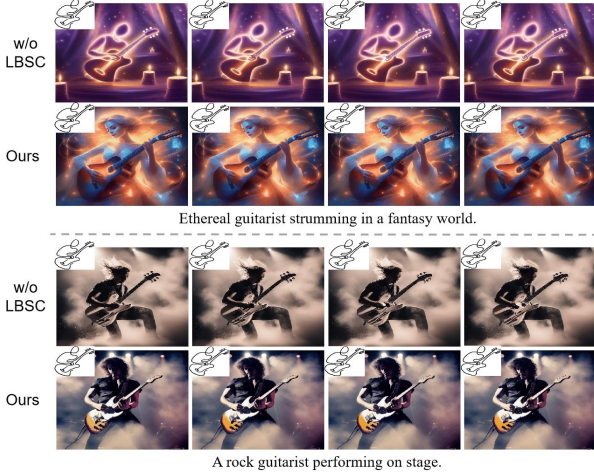 w/o
LBSC
Ours
Ethereal guitarist strumming in a fantasy world.
w/o
LBSC
Ours
A rock guitarist performing on stage.